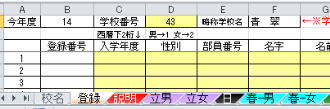 A B C D E F G
今年度 14 学校番号 43 略称学校名 青 翠 ←※学
西暦下2桁↓ 男→1 女→2
登録番号 入学年度 性別 部員番号 名字 名前
1
2
3
校名 登録 説明 立男 立女 春-男 春-女